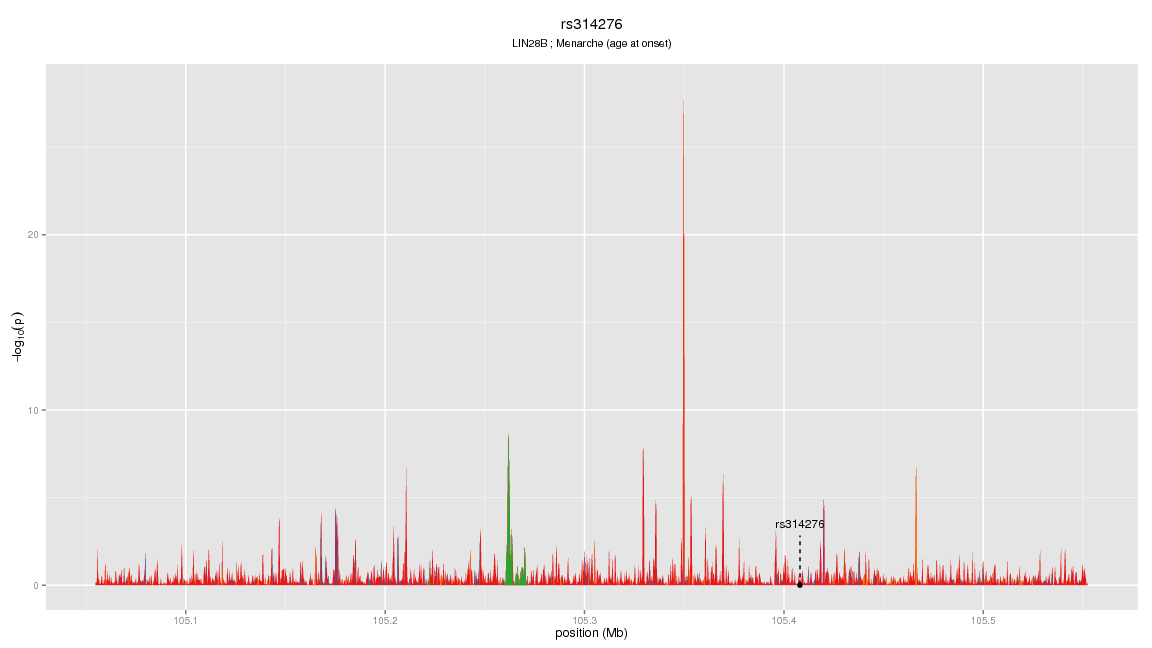 rs314276
LIN28B ; Menarche (age at onset)
−log10(p)
20
10
0
rs314276
105.1
105.2
105.3
105.4
105.5
position (Mb)